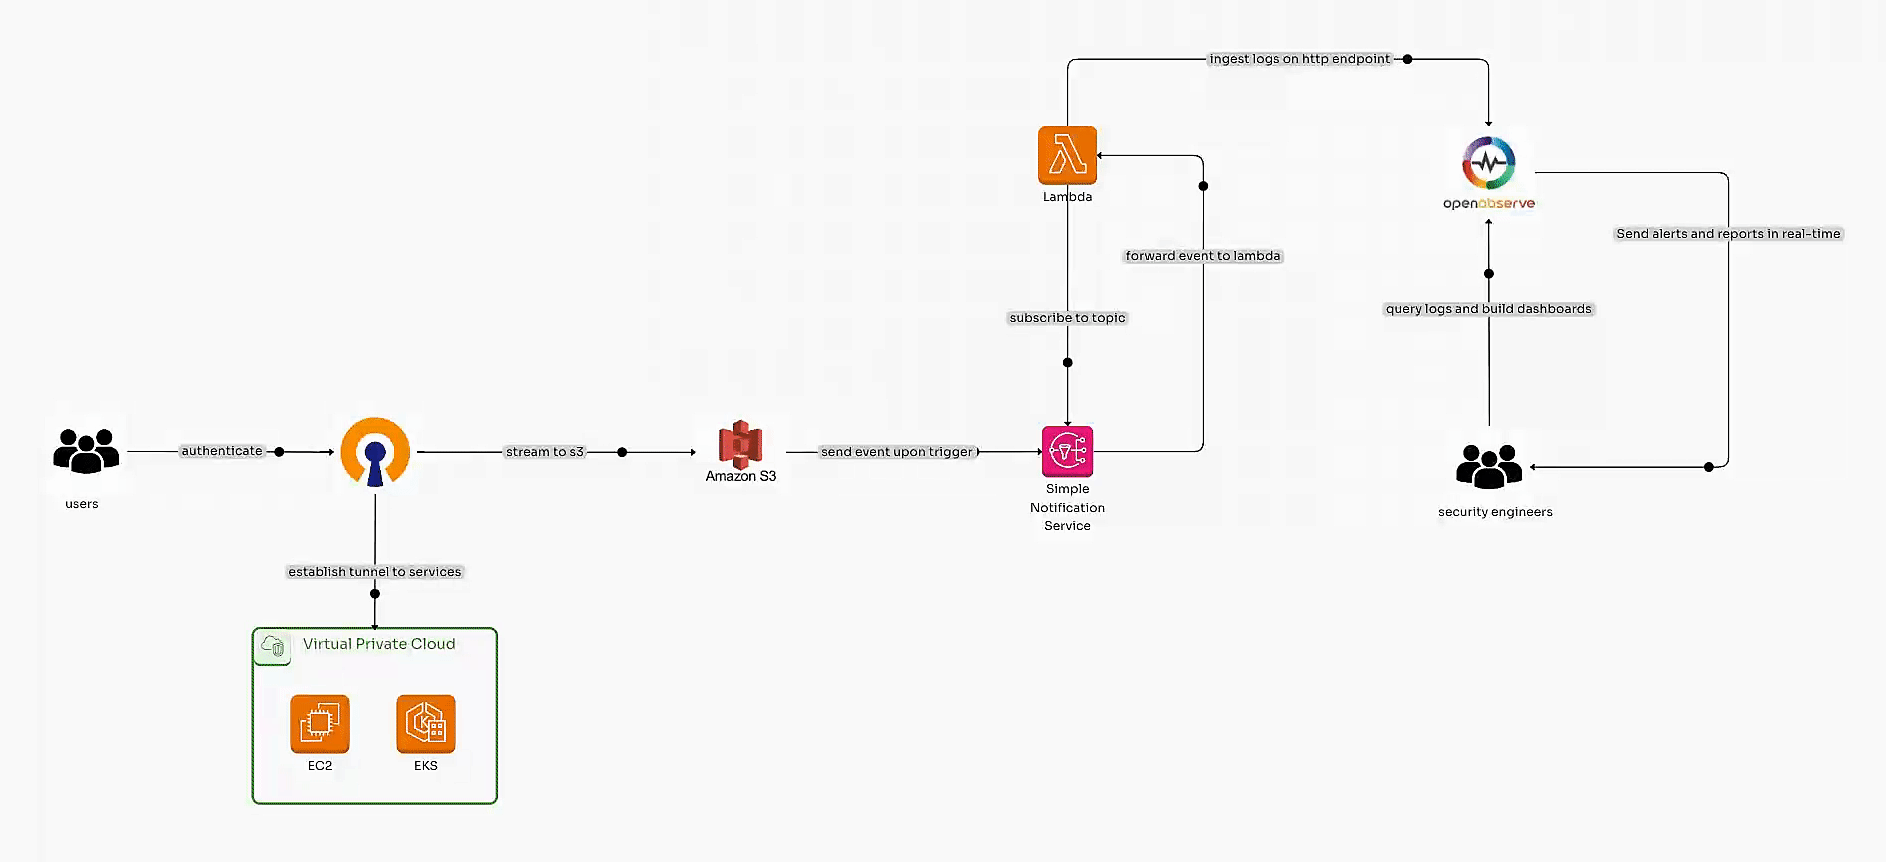 ingest logs on http endpoint
Lambda
openobserve
Send alerts and reports in real-time
forward event to lambda
query logs and build dashboards
subscribe to topic
authenticate
stream to s3
send event upon trigger
Amazon S3
users
Simple
Notification
Service
security engineers
establish tunnel to services
Virtual Private Cloud
EC2
EKS